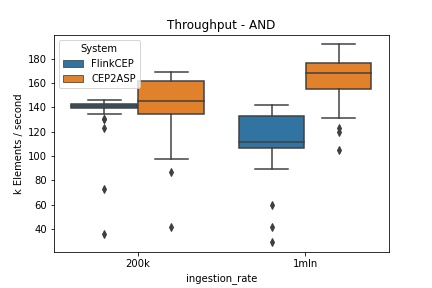 Throughput - AND
System
FlinkCEP
CEP2ASP
k Elements / second
180
160
140
120
100
80
60
40
200k
1mln
ingestion_rate